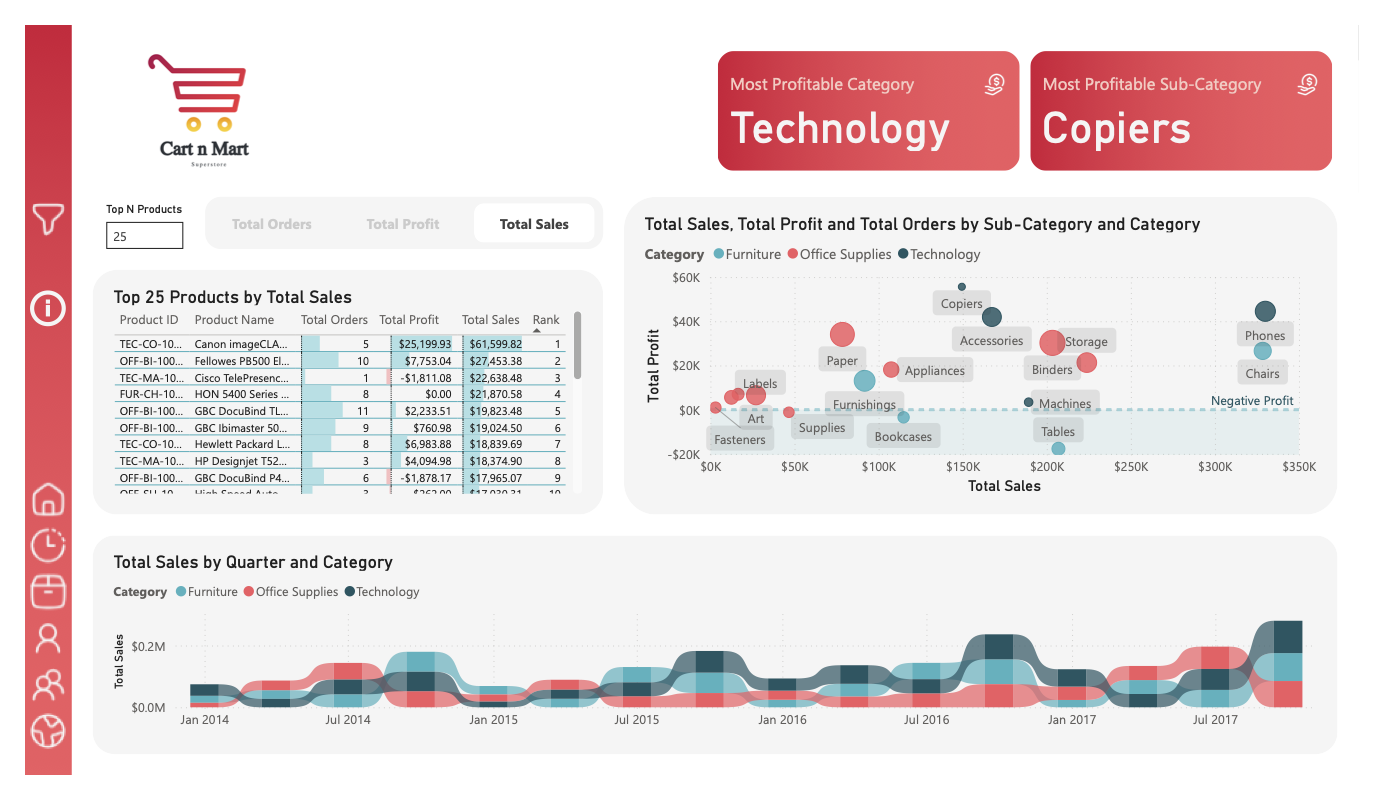 Cart n Mart
Superstore
Most Profitable Category
Technology
Most Profitable Sub-Category
Copiers
Top N Products
25
Total Orders Total Profit Total Sales
Top 25 Products by Total Sales
Product ID Product Name Total Orders Total Profit Total Sales Rank
TEC-CO-10... Canon imageCLA... 5 $25,199.93 $61,599.82 1
OFF-BI-100... Fellowes PB500 El... 10 $7,753.04 $27,453.38 2
TEC-MA-10... Cisco TelePresenc... 1 -$1,811.08 $22,638.48 3
FUR-CH-10... HON 5400 Series ... 8 $0.00 $21,870.58 4
OFF-BI-100... GBC DocuBind TL... 11 $2,233.51 $19,823.48 5
OFF-BI-100... GBC Ibimaster 50... 9 $760.98 $19,024.50 6
TEC-CO-10... Hewlett Packard L... 8 $6,983.88 $18,839.69 7
TEC-MA-10... HP Designjet T52... 3 $4,094.98 $18,374.90 8
OFF-BI-100... GBC DocuBind P4... 6 -$1,878.17 $17,965.07 9
Total Sales, Total Profit and Total Orders by Sub-Category and Category
Category Furniture Office Supplies Technology
Total Profit
$60K
$40K
$20K
$0K
-$20K
Copiers
Accessories
Phones
Storage
Paper
Binders
Chairs
Appliances
Labels
Furnishings
Machines
Negative Profit
Art
Supplies
Bookcases
Tables
Fasteners
$0K $50K $100K $150K $200K $250K $300K $350K
Total Sales
Total Sales by Quarter and Category
Category Furniture Office Supplies Technology
Total Sales
$0.2M
$0.0M
Jan 2014 Jul 2014 Jan 2015 Jul 2015 Jan 2016 Jul 2016 Jan 2017 Jul 2017